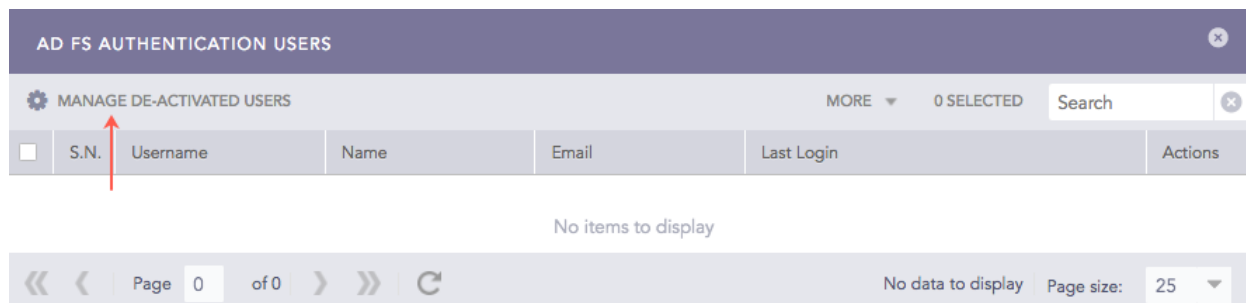 AD FS AUTHENTICATION USERS
MANAGE DE-ACTIVATED USERS MORE 0 SELECTED Search
S.N. Username Name Email Last Login Actions
No items to display
Page 0 of 0 No data to display Page size: 25